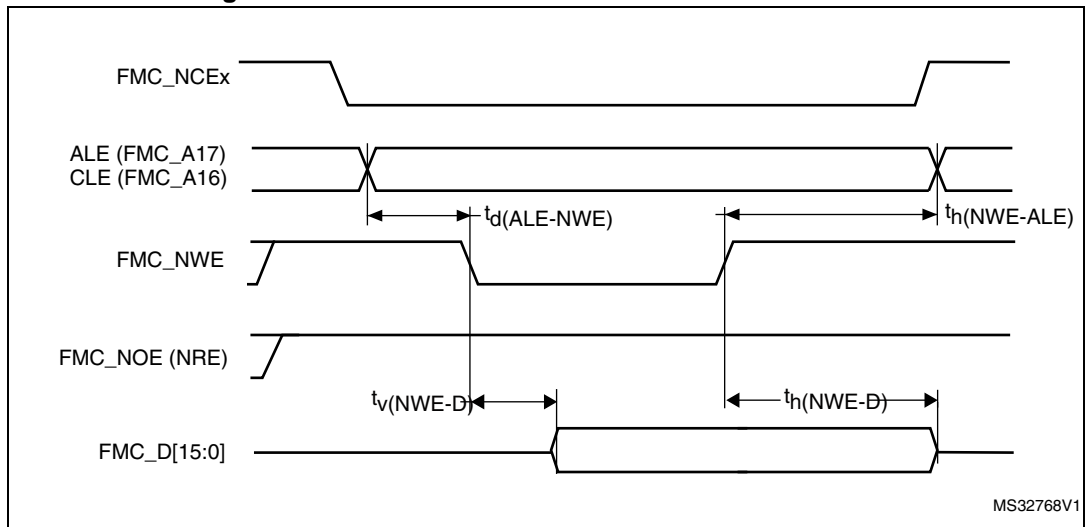 FMC_NCEx
ALE (FMC_A17)
CLE (FMC_A16)
td(ALE-NWE)
th(NWE-ALE)
FMC_NWE
FMC_NOE (NRE)
tv(NWE-D)
th(NWE-D)
FMC_D[15:0]
MS32768V1